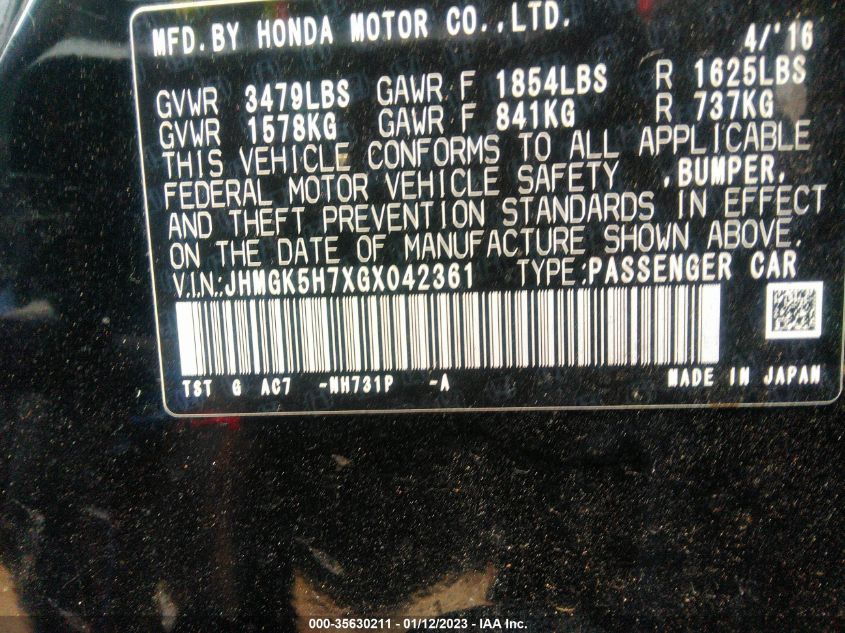 MFD.BY HONDA MOTOR CO.,LTD. 4/'16
GVWR 3479LBS GAWR F 1854LBS R 1625LBS
GVWR 1578KG GAWR F 841KG R 737KG
THIS VEHICLE CONFORMS TO ALL APPLICABLE
FEDERAL MOTOR VEHICLE SAFETY ,BUMPER,
AND THEFT PREVENTION STANDARDS IN EFFECT
ON THE DATE OF MANUFACTURE SHOWN ABOVE.
V.I.N.:JHMGK5H7XGX042361 TYPE:PASSENGER CAR
TST G AC7 -NH731P -A MADE IN JAPAN
000-35630211 - 01/12/2023 - IAA Inc.